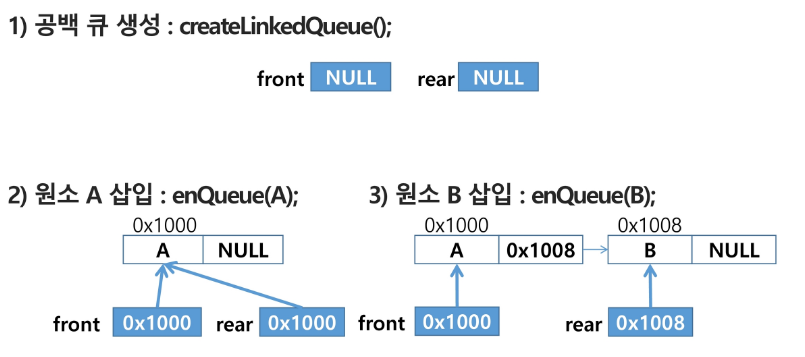 1) 공백 큐 생성 : createLinkedQueue();
front NULL rear NULL
2) 원소 A 삽입 : enQueue(A);
0x1000
A NULL
front 0x1000 rear 0x1000
3) 원소 B 삽입 : enQueue(B);
0x1000 0x1008
A 0x1008 B NULL
front 0x1000 rear 0x1008